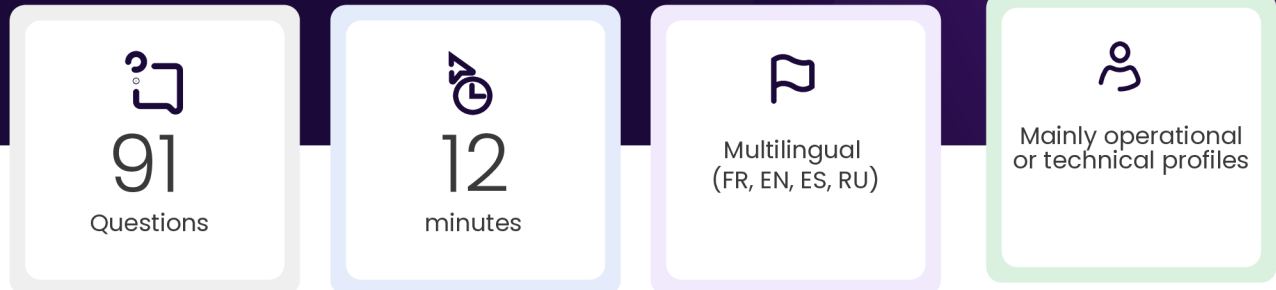 91
Questions
12
minutes
Multilingual
(FR, EN, ES, RU)
Mainly operational
or technical profiles